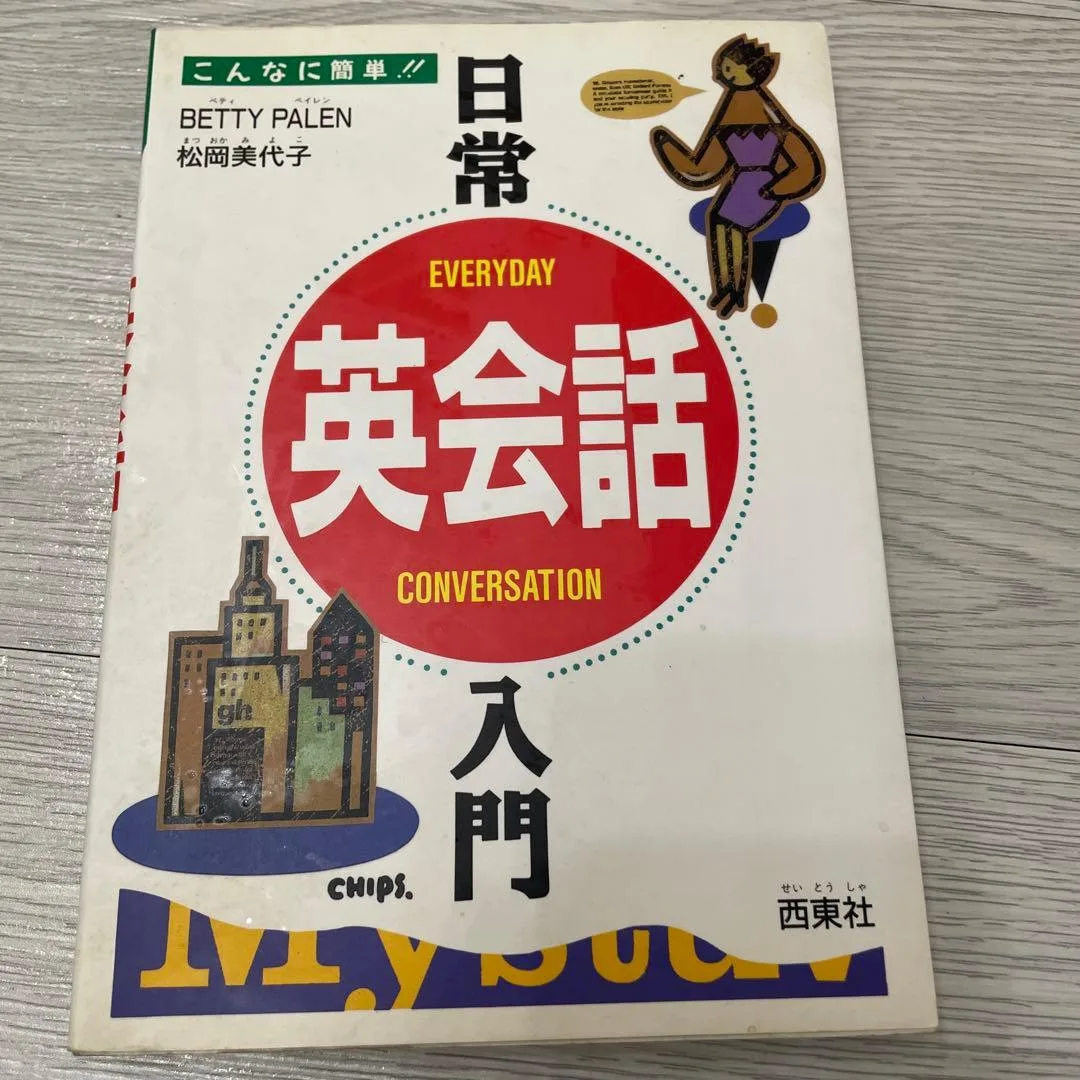 こんなに簡単!!
ベティ ペイレン
BETTY PALEN
まつ おか み よ こ
松岡美代子
日常
EVERYDAY
英会話
CONVERSATION
入門
gh
CHIPS.
せい とう しゃ
西東社